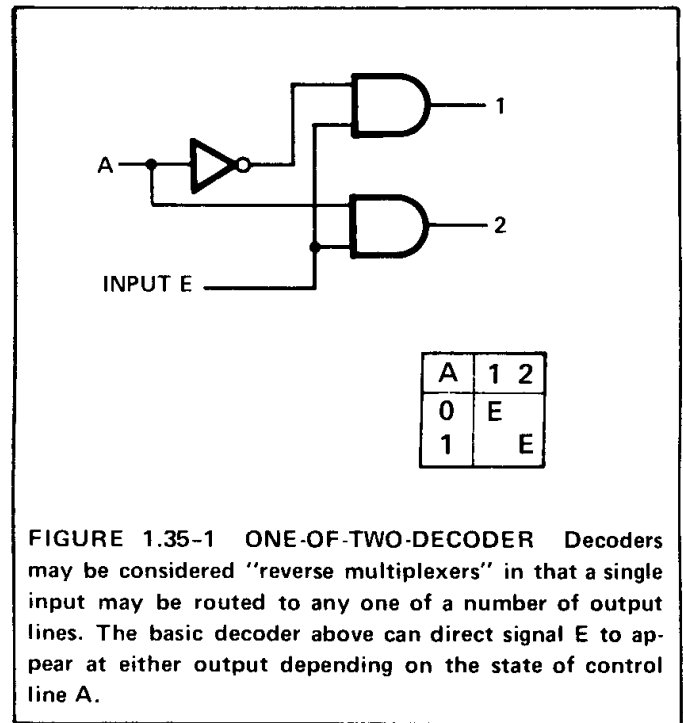 1
A
2
INPUT E
A 1 2
0 E
1 E
FIGURE 1.35-1 ONE-OF-TWO-DECODER Decoders
may be considered "reverse multiplexers" in that a single
input may be routed to any one of a number of output
lines. The basic decoder above can direct signal E to ap-
pear at either output depending on the state of control
line A.